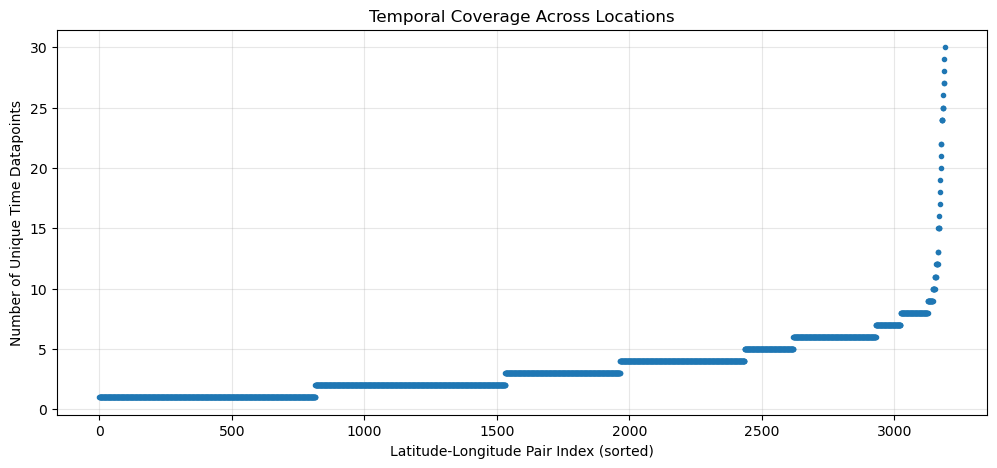 Temporal Coverage Across Locations
Number of Unique Time Datapoints
30
25
20
15
10
5
0
0 500 1000 1500 2000 2500 3000
Latitude-Longitude Pair Index (sorted)